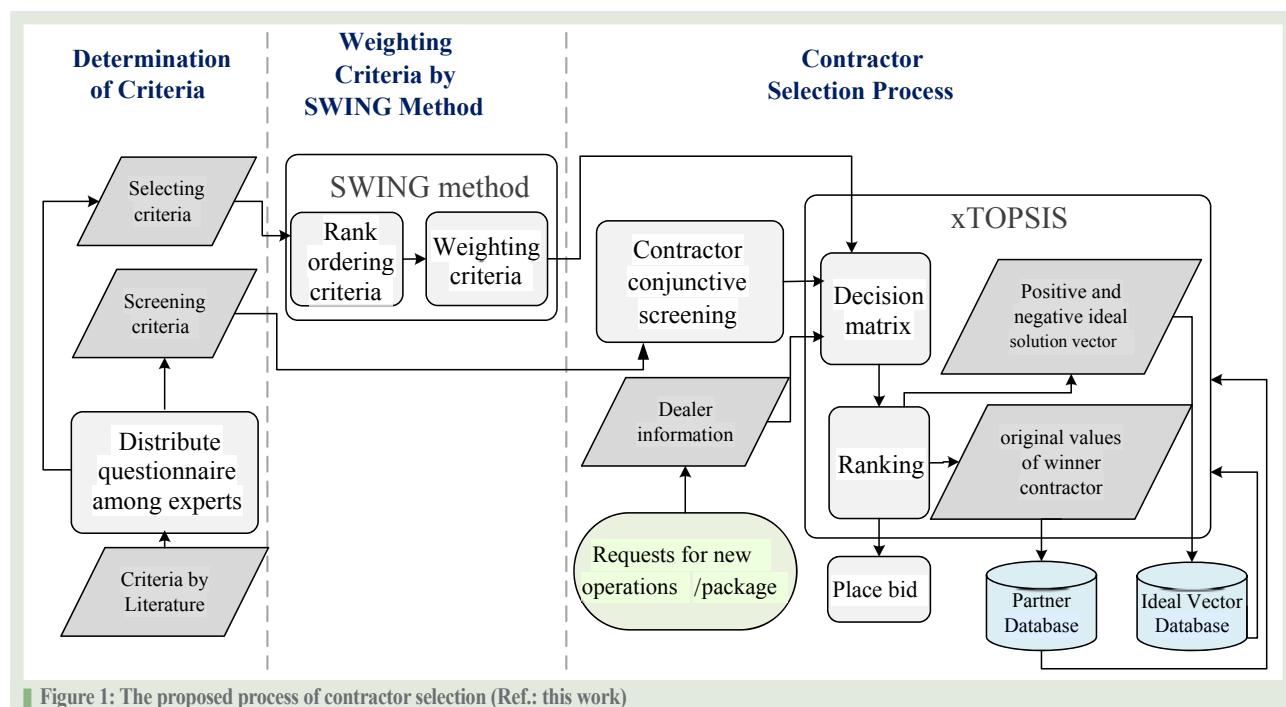 Determination
of Criteria
Weighting
Criteria by
SWING Method
Contractor
Selection Process
Selecting
criteria
Screening
criteria
Distribute
questionnaire
among experts
Criteria by
Literature
SWING method
Rank
ordering
criteria
Weighting
criteria
Contractor
conjunctive
screening
Dealer
information
Requests for new
operations /package
xTOPSIS
Decision
matrix
Ranking
Place bid
Positive and
negative ideal
solution vector
original values
of winner
contractor
Partner
Database
Ideal Vector
Database
Figure 1: The proposed process of contractor selection (Ref.: this work)